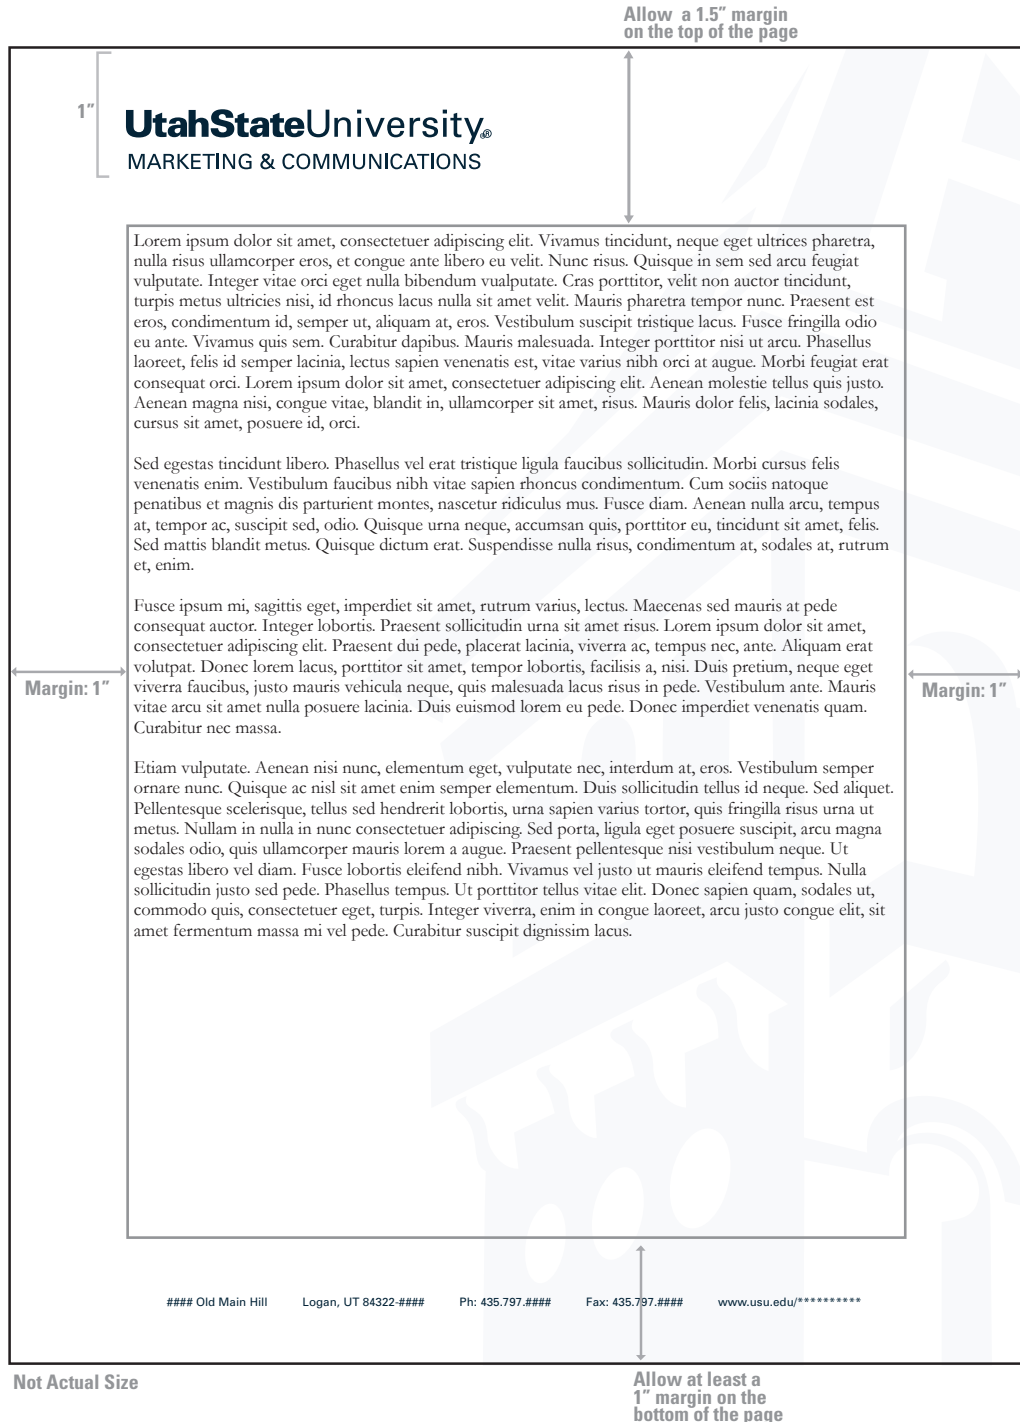 Allow a 1.5” margin
on the top of the page
1”
UtahStateUniversity®
MARKETING & COMMUNICATIONS
Lorem ipsum dolor sit amet, consectetuer adipiscing elit. Vivamus tincidunt, neque eget ultrices pharetra,
nulla risus ullamcorper eros, et congue ante libero eu velit. Nunc risus. Quisque in sem sed arcu feugiat
vulputate. Integer vitae orci eget nulla bibendum vualputate. Cras porttitor, velit non auctor tincidunt,
turpis metus ultricies nisi, id rhoncus lacus nulla sit amet velit. Mauris pharetra tempor nunc. Praesent est
eros, condimentum id, semper ut, aliquam at, eros. Vestibulum suscipit tristique lacus. Fusce fringilla odio
eu ante. Vivamus quis sem. Curabitur dapibus. Mauris malesuada. Integer porttitor nisi ut arcu. Phasellus
laoreet, felis id semper lacinia, lectus sapien venenatis est, vitae varius nibh orci at augue. Morbi feugiat erat
consequat orci. Lorem ipsum dolor sit amet, consectetuer adipiscing elit. Aenean molestie tellus quis justo.
Aenean magna nisi, congue vitae, blandit in, ullamcorper sit amet, risus. Mauris dolor felis, lacinia sodales,
cursus sit amet, posuere id, orci.
Sed egestas tincidunt libero. Phasellus vel erat tristique ligula faucibus sollicitudin. Morbi cursus felis
venenatis enim. Vestibulum faucibus nibh vitae sapien rhoncus condimentum. Cum sociis natoque
penatibus et magnis dis parturient montes, nascetur ridiculus mus. Fusce diam. Aenean nulla arcu, tempus
at, tempor ac, suscipit sed, odio. Quisque urna neque, accumsan quis, porttitor eu, tincidunt sit amet, felis.
Sed mattis blandit metus. Quisque dictum erat. Suspendisse nulla risus, condimentum at, sodales at, rutrum
et, enim.
Fusce ipsum mi, sagittis eget, imperdiet sit amet, rutrum varius, lectus. Maecenas sed mauris at pede
consequat auctor. Integer lobortis. Praesent sollicitudin urna sit amet risus. Lorem ipsum dolor sit amet,
consectetuer adipiscing elit. Praesent dui pede, placerat lacinia, viverra ac, tempus nec, ante. Aliquam erat
volutpat. Donec lorem lacus, porttitor sit amet, tempor lobortis, facilisis a, nisi. Duis pretium, neque eget
viverra faucibus, justo mauris vehicula neque, quis malesuada lacus risus in pede. Vestibulum ante. Mauris
vitae arcu sit amet nulla posuere lacinia. Duis euismod lorem eu pede. Donec imperdiet venenatis quam.
Curabitur nec massa.
Margin: 1”
Margin: 1”
Etiam vulputate. Aenean nisi nunc, elementum eget, vulputate nec, interdum at, eros. Vestibulum semper
ornare nunc. Quisque ac nisl sit amet enim semper elementum. Duis sollicitudin tellus id neque. Sed aliquet.
Pellentesque scelerisque, tellus sed hendrerit lobortis, urna sapien varius tortor, quis fringilla risus urna ut
metus. Nullam in nulla in nunc consectetuer adipiscing. Sed porta, ligula eget posuere suscipit, arcu magna
sodales odio, quis ullamcorper mauris lorem a augue. Praesent pellentesque nisi vestibulum neque. Ut
egestas libero vel diam. Fusce lobortis eleifend nibh. Vivamus vel justo ut mauris eleifend tempus. Nulla
sollicitudin justo sed pede. Phasellus tempus. Ut porttitor tellus vitae elit. Donec sapien quam, sodales ut,
commodo quis, consectetuer eget, turpis. Integer viverra, enim in congue laoreet, arcu justo congue elit, sit
amet fermentum massa mi vel pede. Curabitur suscipit dignissim lacus.
#### Old Main Hill Logan, UT 84322-#### Ph: 435.797.#### Fax: 435.797.#### www.usu.edu/**********
Not Actual Size
Allow at least a
1” margin on the
bottom of the page